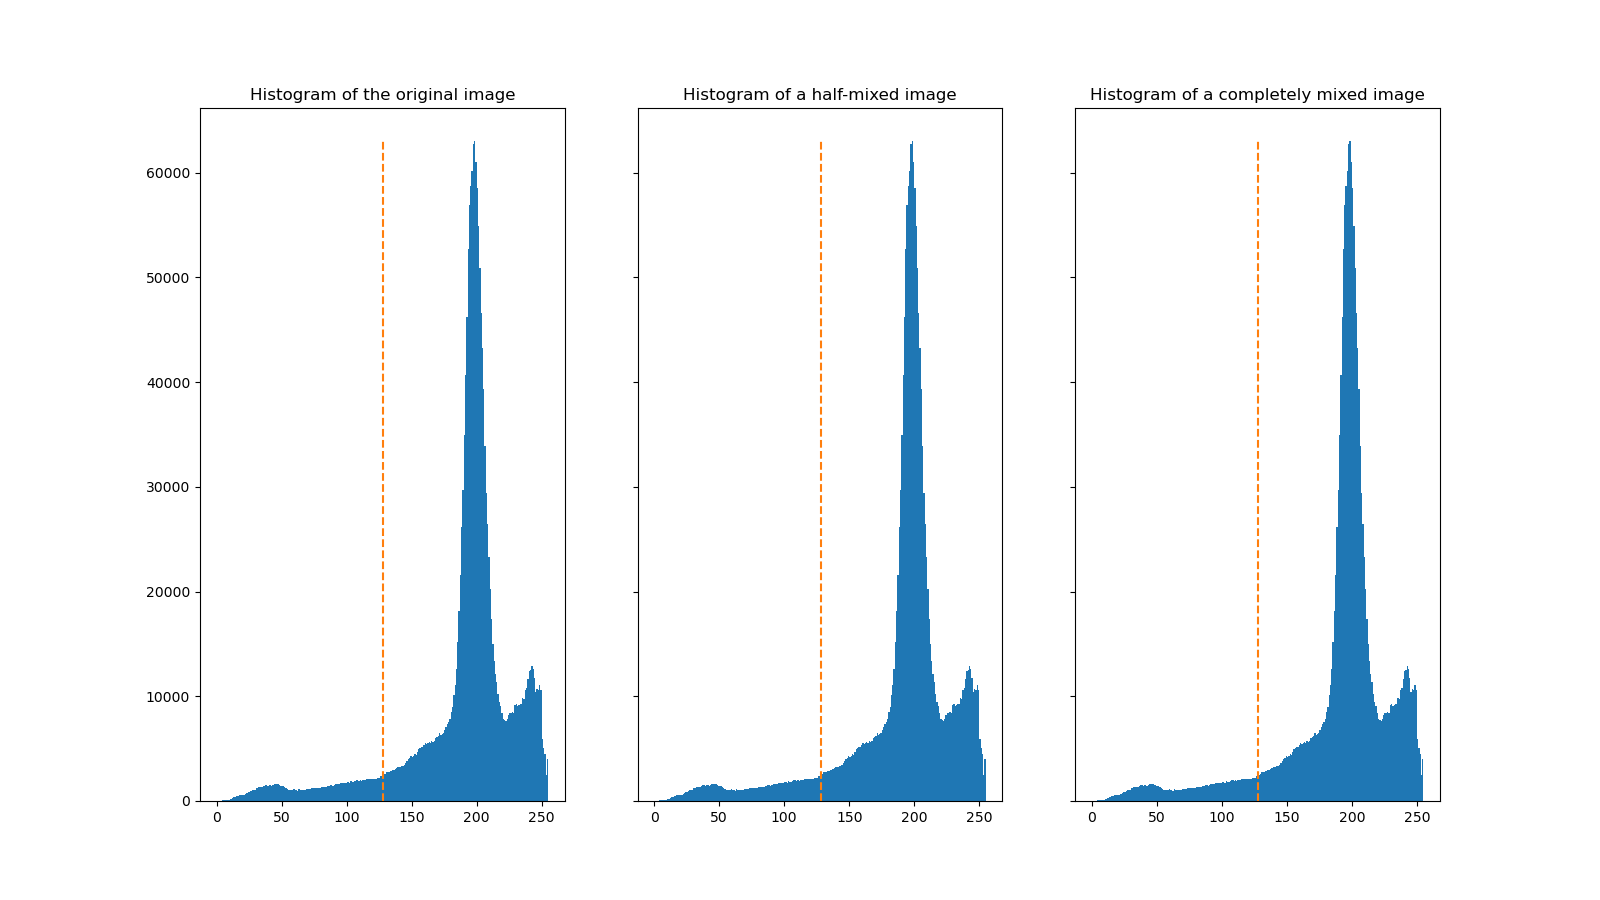 Histogram of the original image
Histogram of a half-mixed image
Histogram of a completely mixed image
60000
50000
40000
30000
20000
10000
0
0 50 100 150 200 250
0 50 100 150 200 250
0 50 100 150 200 250